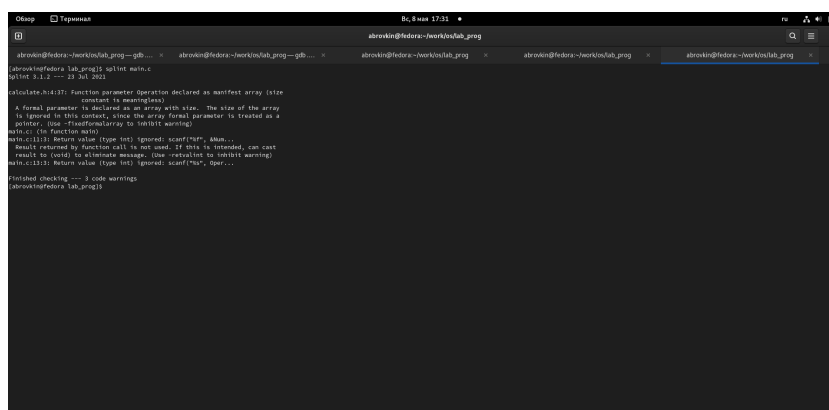 Обзор Терминал Вс, 8 мая 17:31 ru
abrovkin@fedora:~/work/os/lab_prog
abrovkin@fedora:~/work/os/lab_prog — gdb ... × abrovkin@fedora:~/work/os/lab_prog — gdb ... × abrovkin@fedora:~/work/os/lab_prog × abrovkin@fedora:~/work/os/lab_prog × abrovkin@fedora:~/work/os/lab_prog ×
[abrovkin@fedora lab_prog]$ splint main.c
Splint 3.1.2 --- 23 Jul 2021
calculate.h:4:37: Function parameter Operation declared as manifest array (size
constant is meaningless)
A formal parameter is declared as an array with size. The size of the array
is ignored in this context, since the array formal parameter is treated as a
pointer. (Use -fixedformalarray to inhibit warning)
main.c: (in function main)
main.c:11:3: Return value (type int) ignored: scanf("%f", &Num...
Result returned by function call is not used. If this is intended, can cast
result to (void) to eliminate message. (Use -retvalint to inhibit warning)
main.c:13:3: Return value (type int) ignored: scanf("%s", Oper...
Finished checking --- 3 code warnings
[abrovkin@fedora lab_prog]$